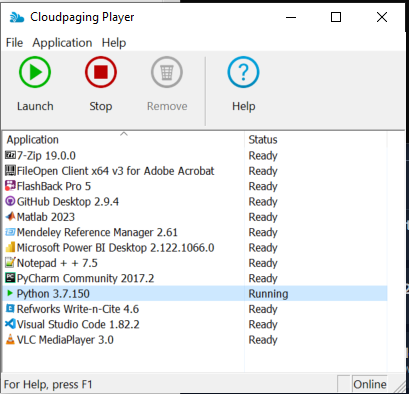 Cloudpaging Player
File Application Help
Launch Stop Remove Help
Application Status
7-Zip 19.0.0 Ready
FileOpen Client x64 v3 for Adobe Acrobat Ready
FlashBack Pro 5 Ready
GitHub Desktop 2.9.4 Ready
Matlab 2023 Ready
Mendeley Reference Manager 2.61 Ready
Microsoft Power BI Desktop 2.122.1066.0 Ready
Notepad ++ 7.5 Ready
PyCharm Community 2017.2 Ready
Python 3.7.150 Running
Refworks Write-n-Cite 4.6 Ready
Visual Studio Code 1.82.2 Ready
VLC MediaPlayer 3.0 Ready
For Help, press F1 Online